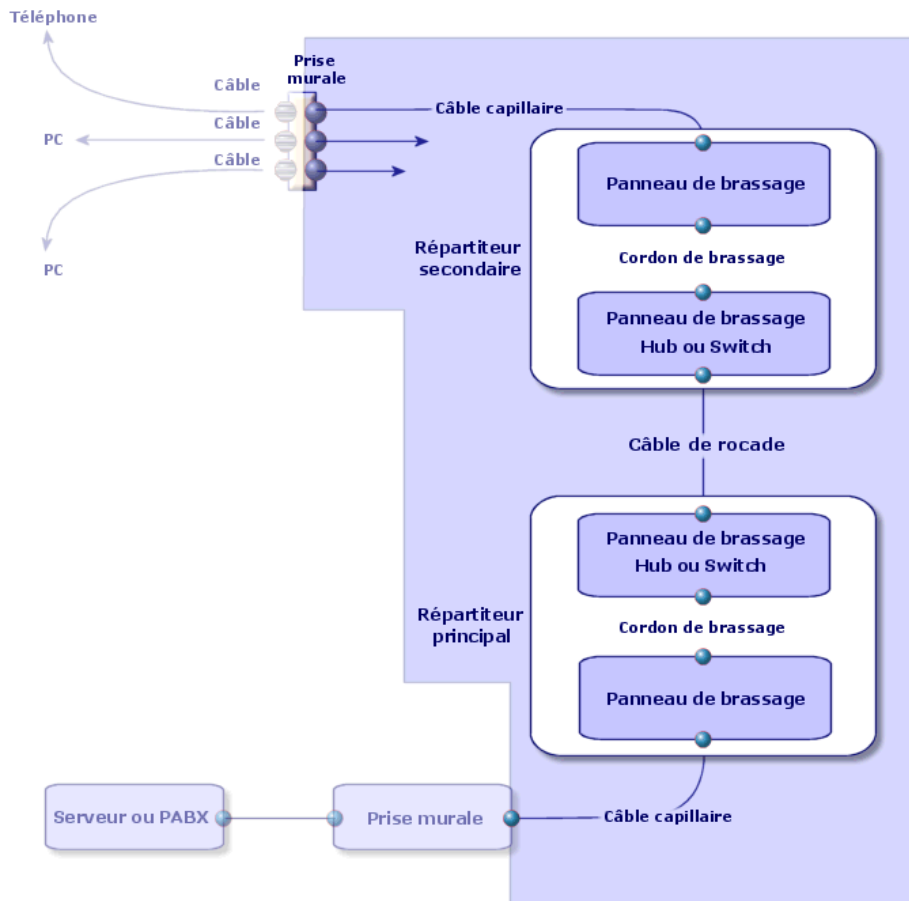 Téléphone
Prise
murale
Câble
Câble capillaire
Câble
PC
Câble
Panneau de brassage
Répartiteur
secondaire
Cordon de brassage
PC
Panneau de brassage
Hub ou Switch
Câble de rocade
Panneau de brassage
Hub ou Switch
Répartiteur
principal
Cordon de brassage
Panneau de brassage
Serveur ou PABX
Prise murale
Câble capillaire